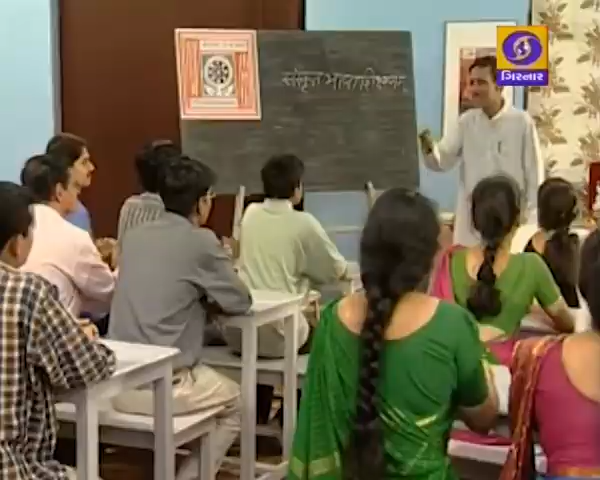 ગિરનાર
संस्कृत भाषाशिक्षणम्